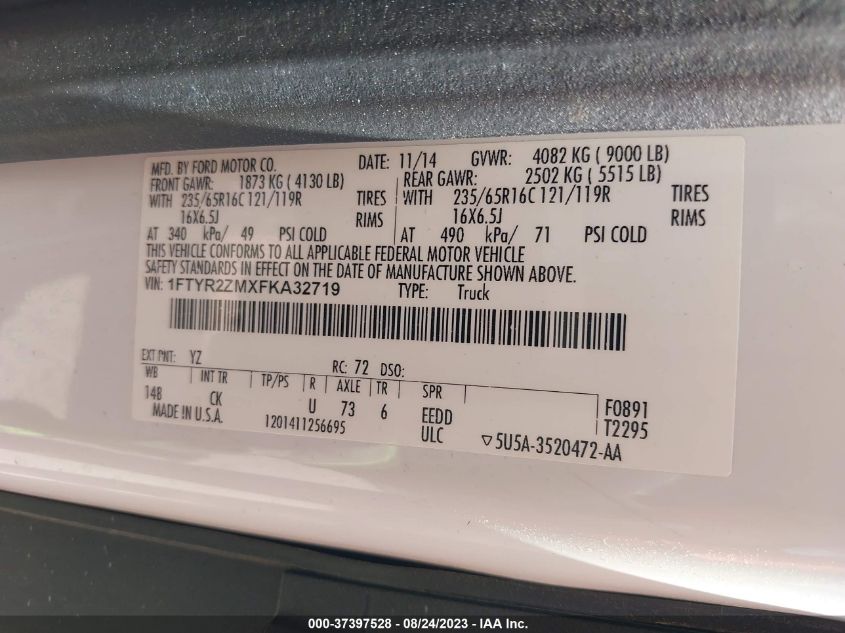 MFD. BY FORD MOTOR CO. DATE: 11/14 GVWR: 4082 KG ( 9000 LB)
FRONT GAWR: 1873 KG ( 4130 LB) REAR GAWR: 2502 KG ( 5515 LB)
WITH 235/65R16C 121/119R TIRES WITH 235/65R16C 121/119R TIRES
16X6.5J RIMS 16X6.5J RIMS
AT 340 kPa/ 49 PSI COLD AT 490 kPa/ 71 PSI COLD
THIS VEHICLE CONFORMS TO ALL APPLICABLE FEDERAL MOTOR VEHICLE
SAFETY STANDARDS IN EFFECT ON THE DATE OF MANUFACTURE SHOWN ABOVE.
VIN: 1FTYR2ZMXFKA32719 TYPE: Truck
EXT PNT: YZ RC: 72 DSO:
WB INT TR TP/PS R AXLE TR SPR
148 CK U 73 6 EEDD F0891
MADE IN U.S.A. 1201411256695 ULC T2295
▽5U5A-3520472-AA
000-37397528 - 08/24/2023 - © IAA Inc.